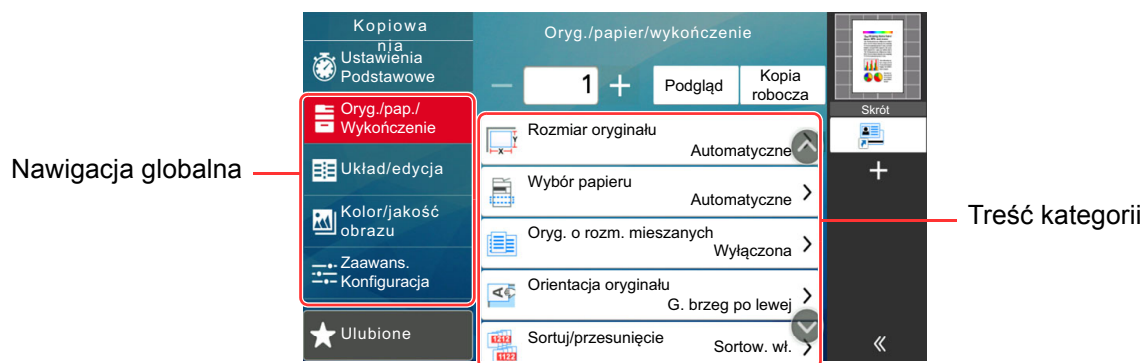 Kopiowa
nia
Ustawienia
Podstawowe
Oryg./pap./
Wykończenie
Układ/edycja
Kolor/jakość
obrazu
Zaawans.
Konfiguracja
Ulubione
Nawigacja globalna
Oryg./papier/wykończenie
1
Podgląd
Kopia
robocza
Rozmiar oryginału
Automatyczne
Wybór papieru
Automatyczne
Oryg. o rozm. mieszanych
Wyłączona
Orientacja oryginału
G. brzeg po lewej
Sortuj/przesunięcie
Sortow. wł.
Skrót
Treść kategorii